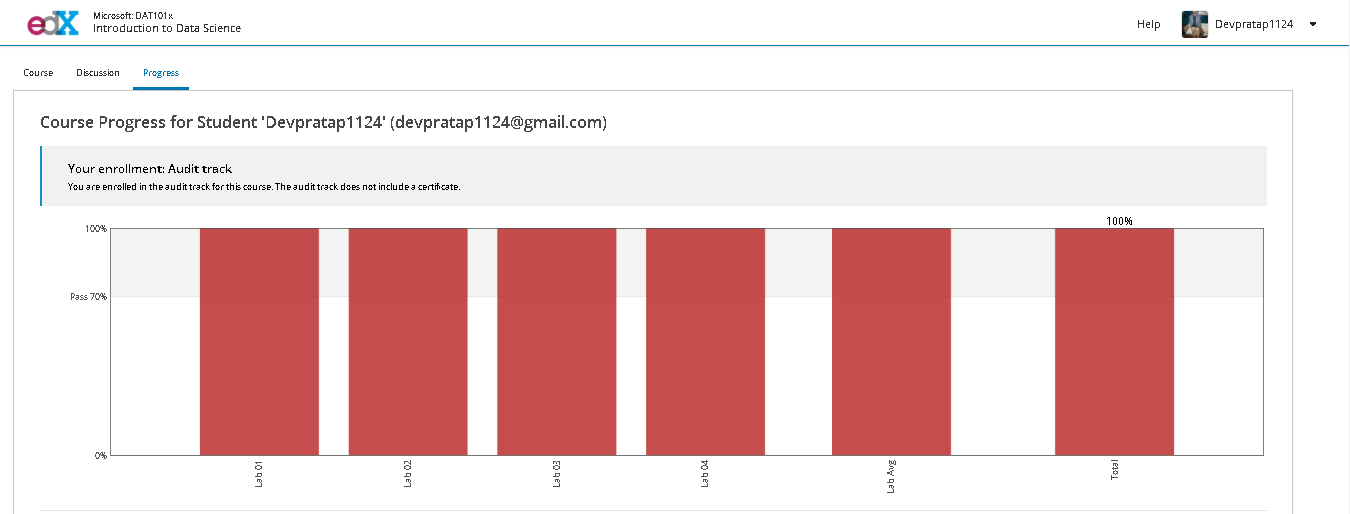 edX
Microsoft: DAT101x
Introduction to Data Science
Help
Devpratap1124
Course
Discussion
Progress
Course Progress for Student 'Devpratap1124' (devpratap1124@gmail.com)
Your enrollment: Audit track
You are enrolled in the audit track for this course. The audit track does not include a certificate.
100%
100%
Pass 70%
0%
Lab 01
Lab 02
Lab 03
Lab 04
Lab Avg
Total